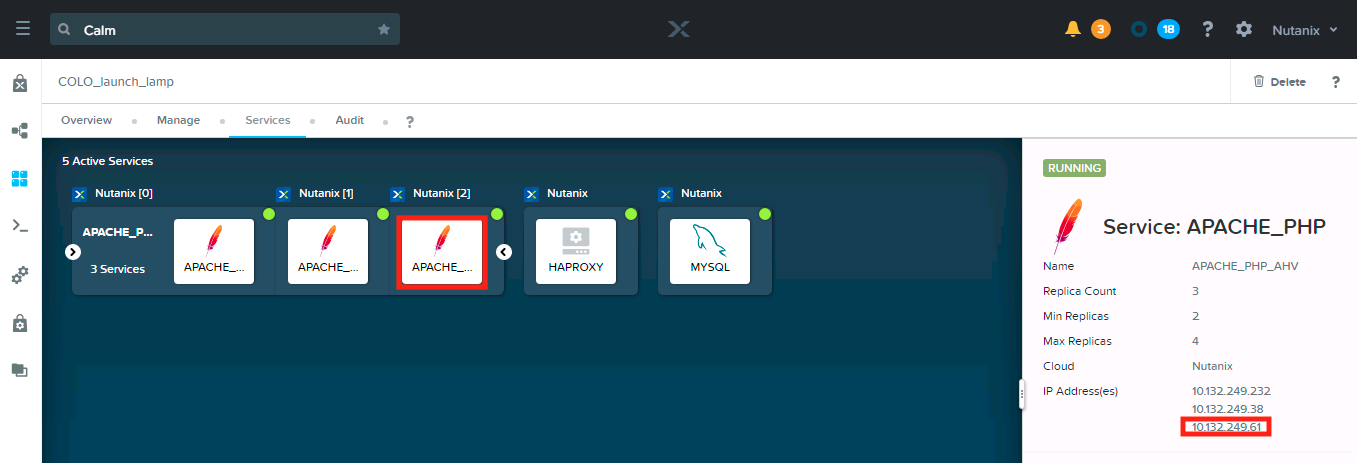 Calm
3
18
?
Nutanix
COLO_launch_lamp
Delete
?
Overview
Manage
Services
Audit
?
5 Active Services
Nutanix [0]
Nutanix [1]
Nutanix [2]
Nutanix
Nutanix
APACHE_P...
3 Services
APACHE_...
APACHE_...
APACHE_...
HAPROXY
MYSQL
RUNNING
Service: APACHE_PHP
Name APACHE_PHP_AHV
Replica Count 3
Min Replicas 2
Max Replicas 4
Cloud Nutanix
IP Address(es) 10.132.249.232
10.132.249.38
10.132.249.61